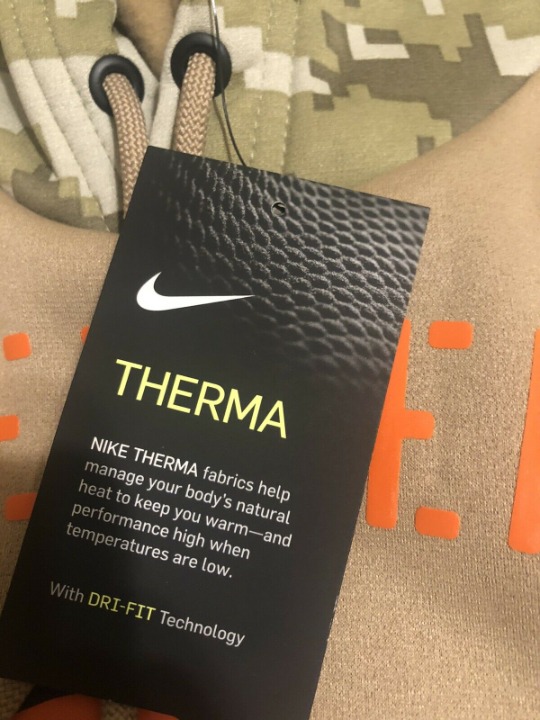 THERMA
NIKE THERMA fabrics help
manage your body's natural
heat to keep you warm—and
performance high when
temperatures are low.
With DRI-FIT Technology